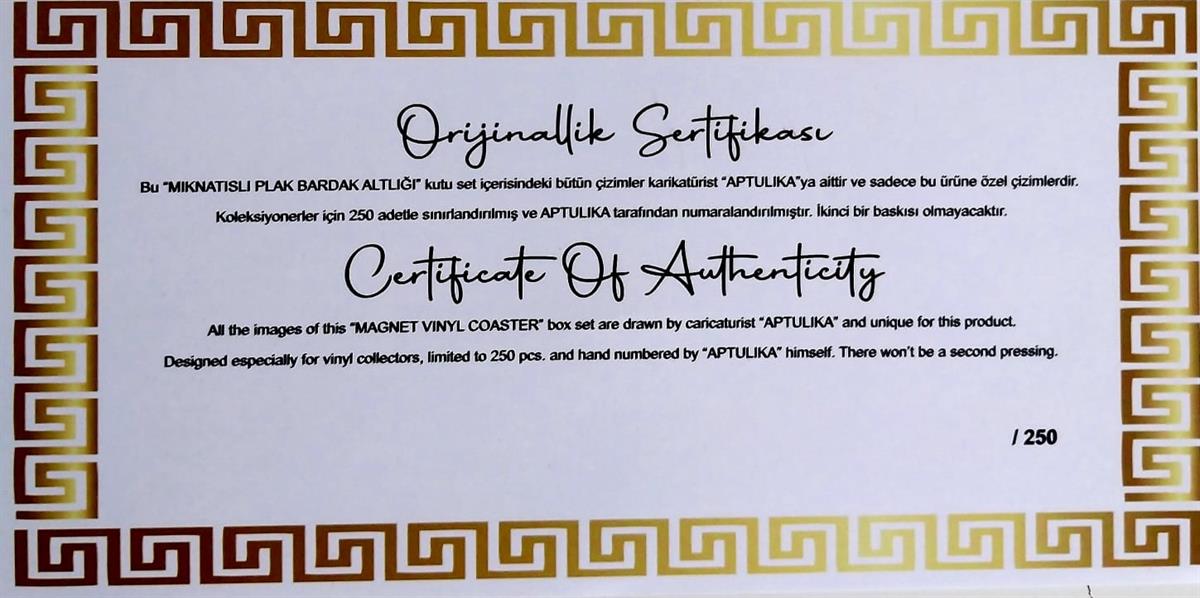 Orijinallik Sertifikası
Bu "MIKNATISLI PLAK BARDAK ALTLIĞI" kutu set içerisindeki bütün çizimler karikatürist "APTULIKA"ya aittir ve sadece bu ürüne özel çizimlerdir.
Koleksiyonerler için 250 adetle sınırlandırılmış ve APTULIKA tarafından numaralandırılmıştır. İkinci bir baskısı olmayacaktır.
Certificate Of Authenticity
All the images of this "MAGNET VINYL COASTER" box set are drawn by caricaturist "APTULIKA" and unique for this product.
Designed especially for vinyl collectors, limited to 250 pcs. and hand numbered by "APTULIKA" himself. There won't be a second pressing.
/ 250